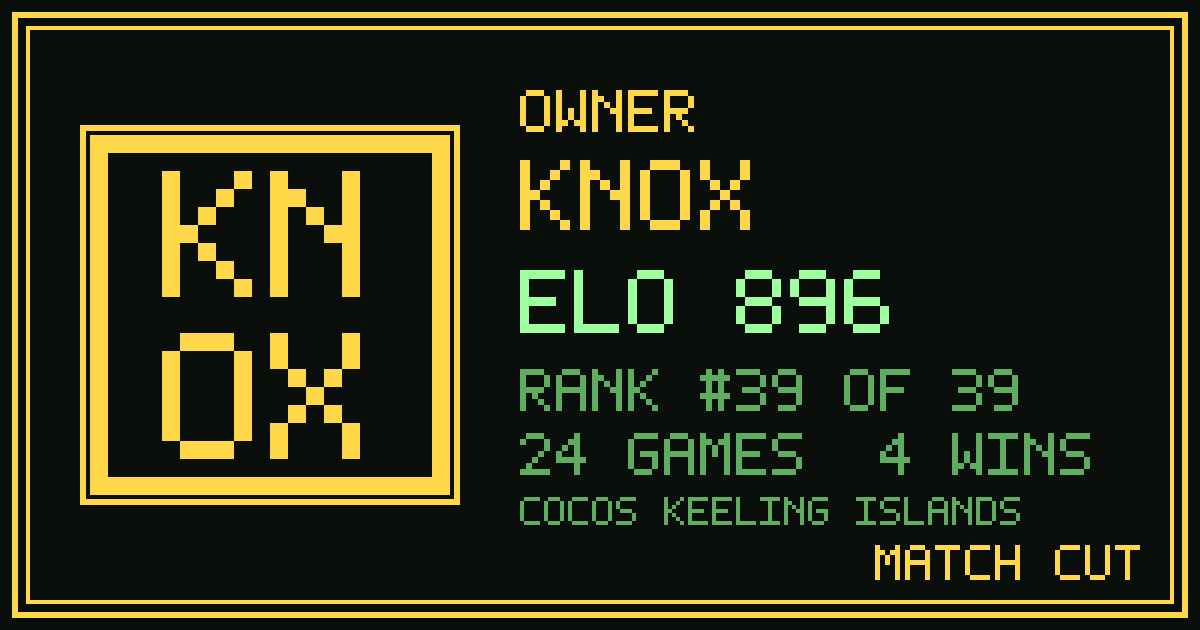 KN
OX
OWNER
KNOX
ELO 896
RANK #39 OF 39
24 GAMES  4 WINS
COCOS KEELING ISLANDS
MATCH CUT